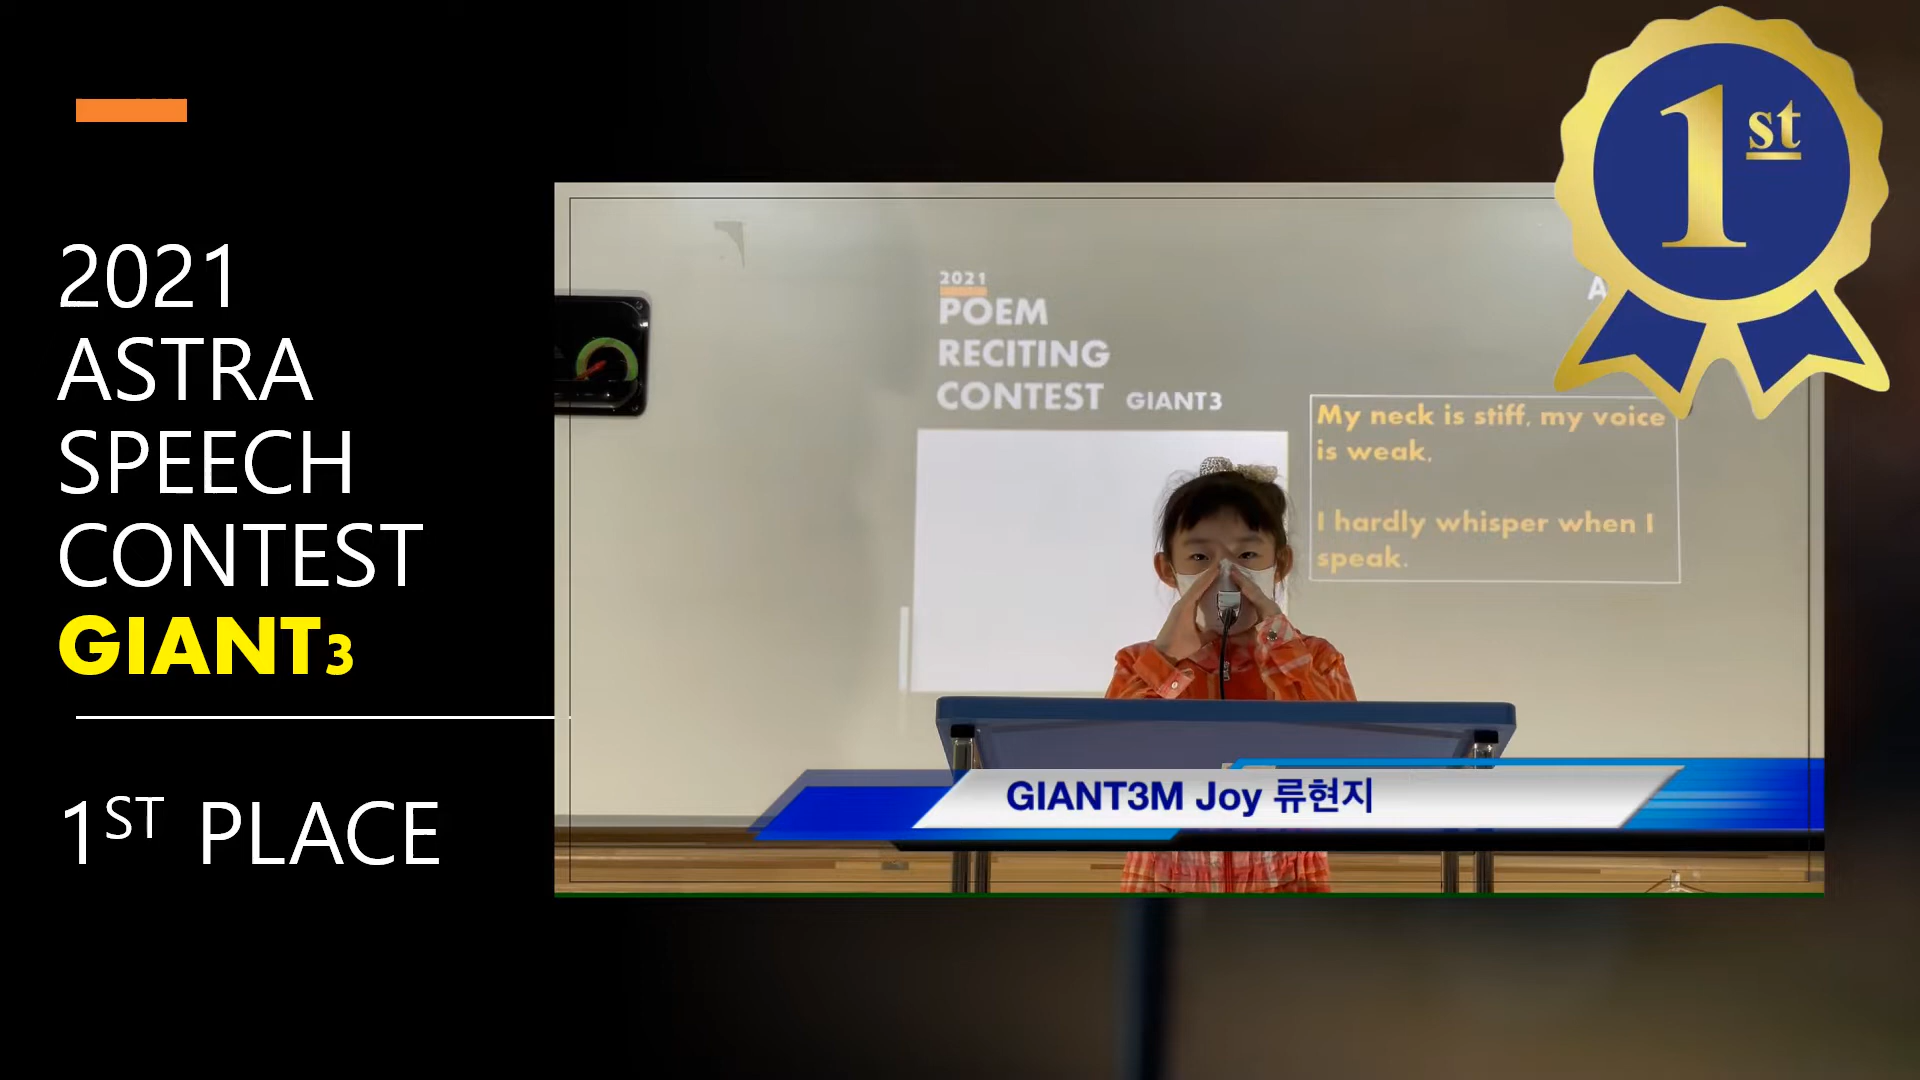 2021
ASTRA
SPEECH
CONTEST
GIANT3
1ST PLACE
1st
2021
POEM
RECITING
CONTEST GIANT3
A
My neck is stiff, my voice
is weak,
I hardly whisper when I
speak.
GIANT3M Joy 류현지